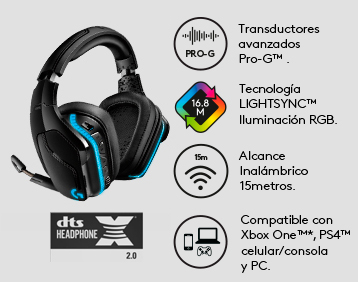 PRO-G
Transductores
avanzados
Pro-G™ .
16.8
M
Tecnología
LIGHTSYNC™
Iluminación RGB.
15m
Alcance
Inalámbrico
15metros.
dts
HEADPHONE X
2.0
Compatible con
Xbox One™*, PS4™
celular/consola
y PC.